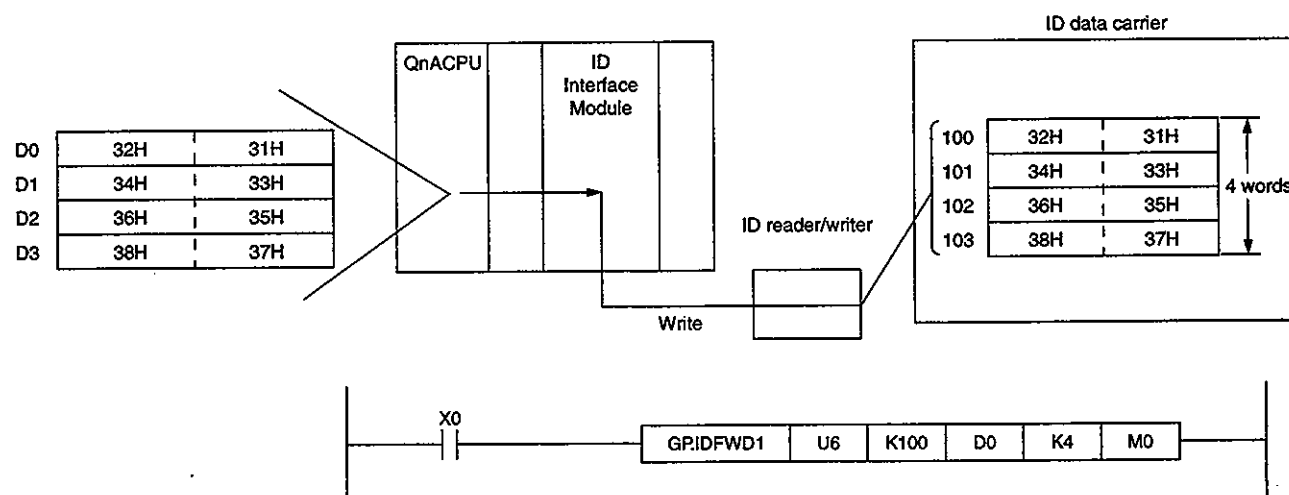 ID data carrier
QnACPU
ID
Interface
Module
D0 32H 31H
D1 34H 33H
D2 36H 35H
D3 38H 37H
100 32H 31H
101 34H 33H
102 36H 35H
103 38H 37H
4 words
ID reader/writer
Write
X0
GP.IDFWD1 U6 K100 D0 K4 M0